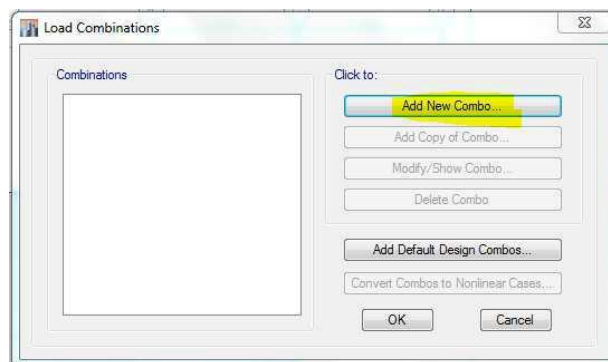 Load Combinations
Combinations
Click to:
Add New Combo...
Add Copy of Combo...
Modify/Show Combo...
Delete Combo
Add Default Design Combos...
Convert Combos to Nonlinear Cases...
OK
Cancel